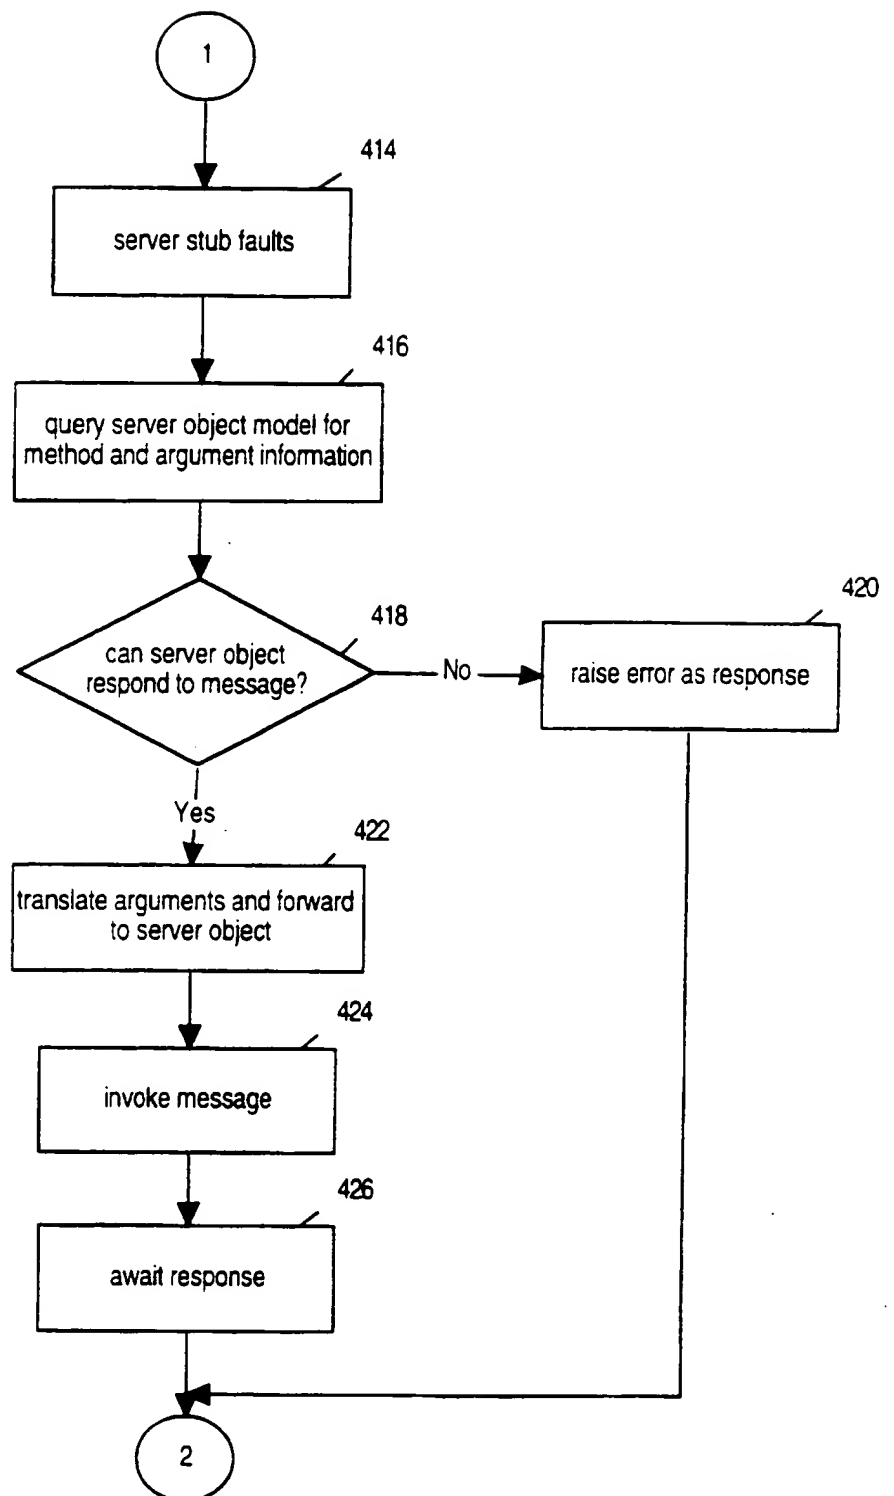 1
414
server stub faults
416
query server object model for
method and argument information
418
can server object
respond to message?
No
420
raise error as response
Yes
422
translate arguments and forward
to server object
424
invoke message
426
await response
2